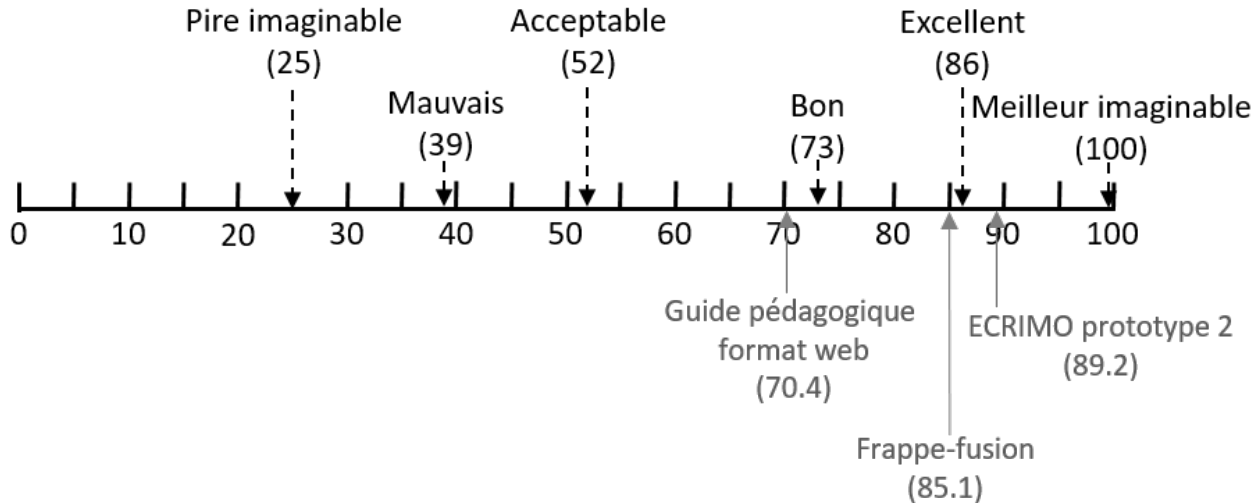 Pire imaginable
(25)
Acceptable
(52)
Excellent
(86)
Mauvais
(39)
Bon
(73)
Meilleur imaginable
(100)
0 10 20 30 40 50 60 70 80 90 100
Guide pédagogique
format web
(70.4)
ECRIMO prototype 2
(89.2)
Frappe-fusion
(85.1)